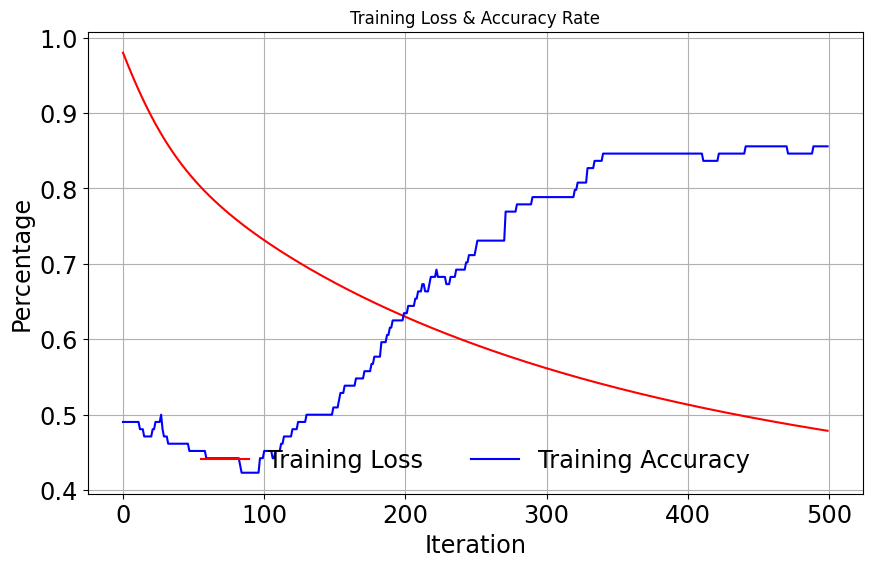 Training Loss & Accuracy Rate
1.0
0.9
0.8
0.7
0.6
0.5
0.4
Percentage
Training Loss
Training Accuracy
0 100 200 300 400 500
Iteration